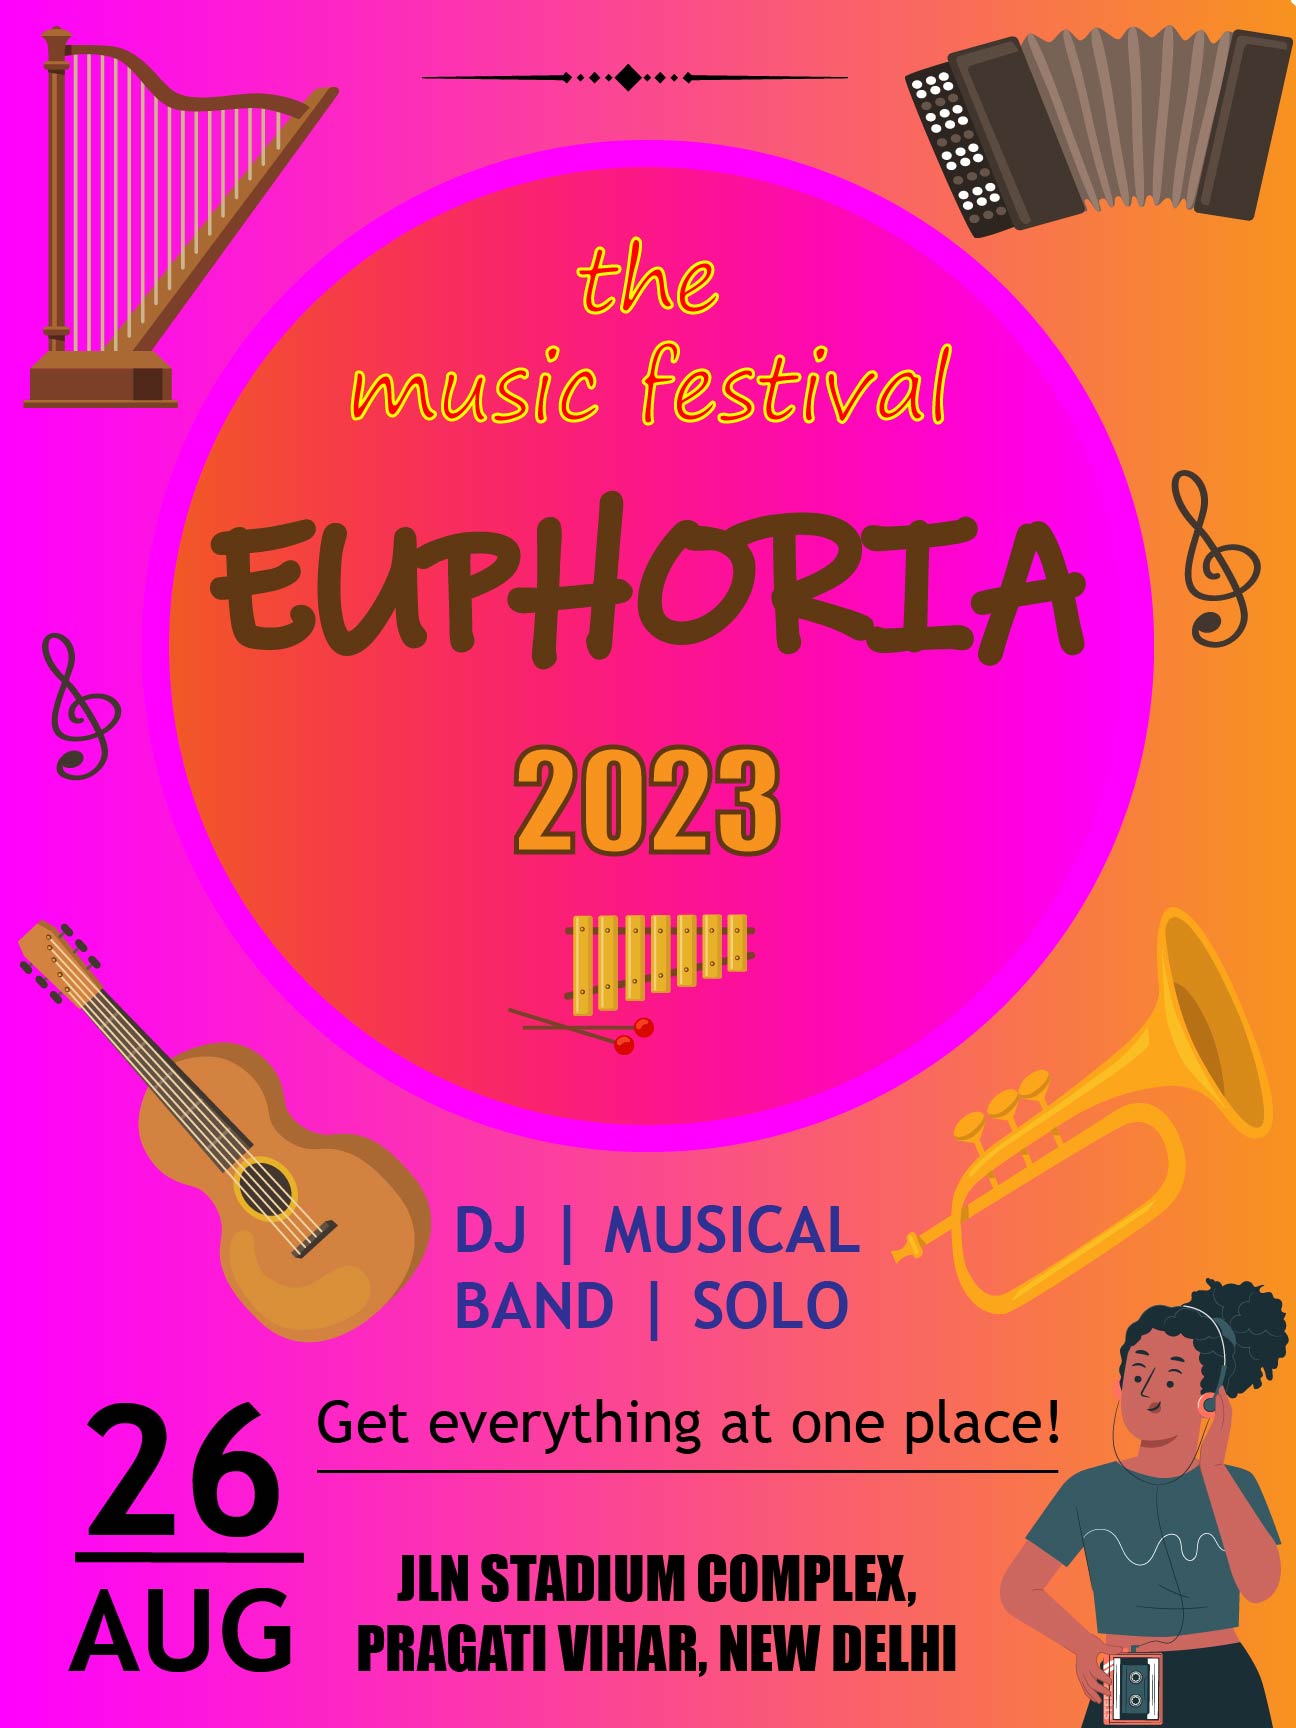 the
music festival
EUPHORIA
2023
DJ | MUSICAL
BAND | SOLO
Get everything at one place!
26
AUG
JLN STADIUM COMPLEX,
PRAGATI VIHAR, NEW DELHI